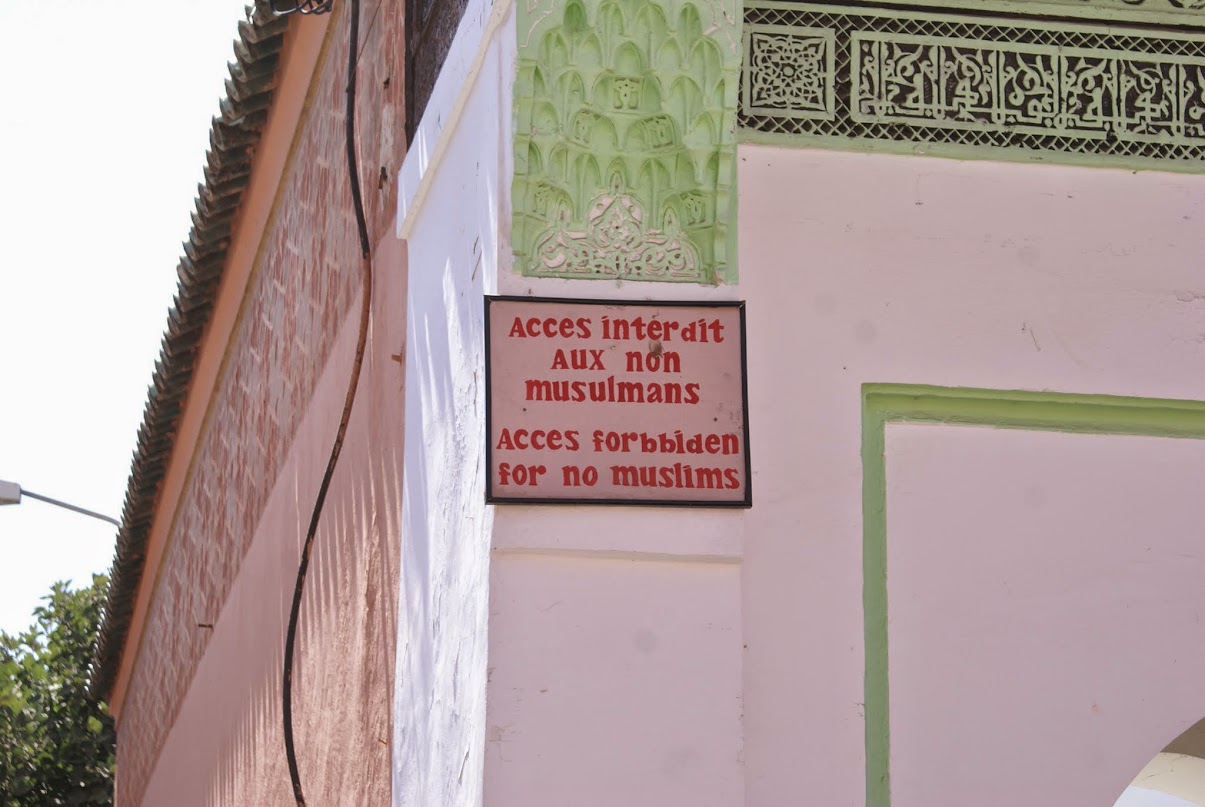 Acces interdit
aux non
musulmans
Acces forbbiden
for no muslims